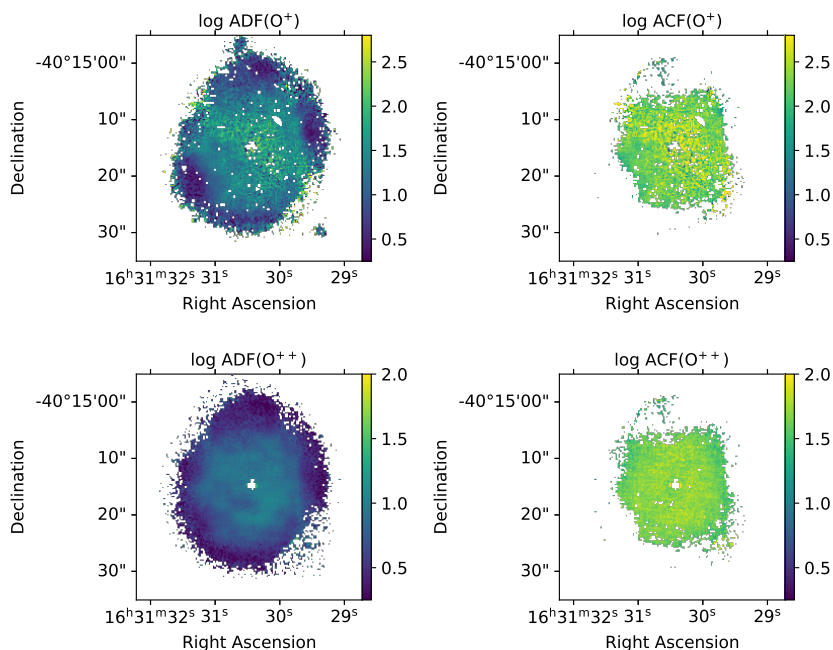 log ADF(O⁺)
-40°15'00"
10"
20"
30"
Declination
16ʰ31ᵐ32ˢ 31ˢ 30ˢ 29ˢ
Right Ascension
2.5
2.0
1.5
1.0
0.5
log ACF(O⁺)
-40°15'00"
10"
20"
30"
Declination
16ʰ31ᵐ32ˢ 31ˢ 30ˢ 29ˢ
Right Ascension
2.5
2.0
1.5
1.0
0.5
log ADF(O⁺⁺)
-40°15'00"
10"
20"
30"
Declination
16ʰ31ᵐ32ˢ 31ˢ 30ˢ 29ˢ
Right Ascension
2.0
1.5
1.0
0.5
log ACF(O⁺⁺)
-40°15'00"
10"
20"
30"
Declination
16ʰ31ᵐ32ˢ 31ˢ 30ˢ 29ˢ
Right Ascension
2.0
1.5
1.0
0.5